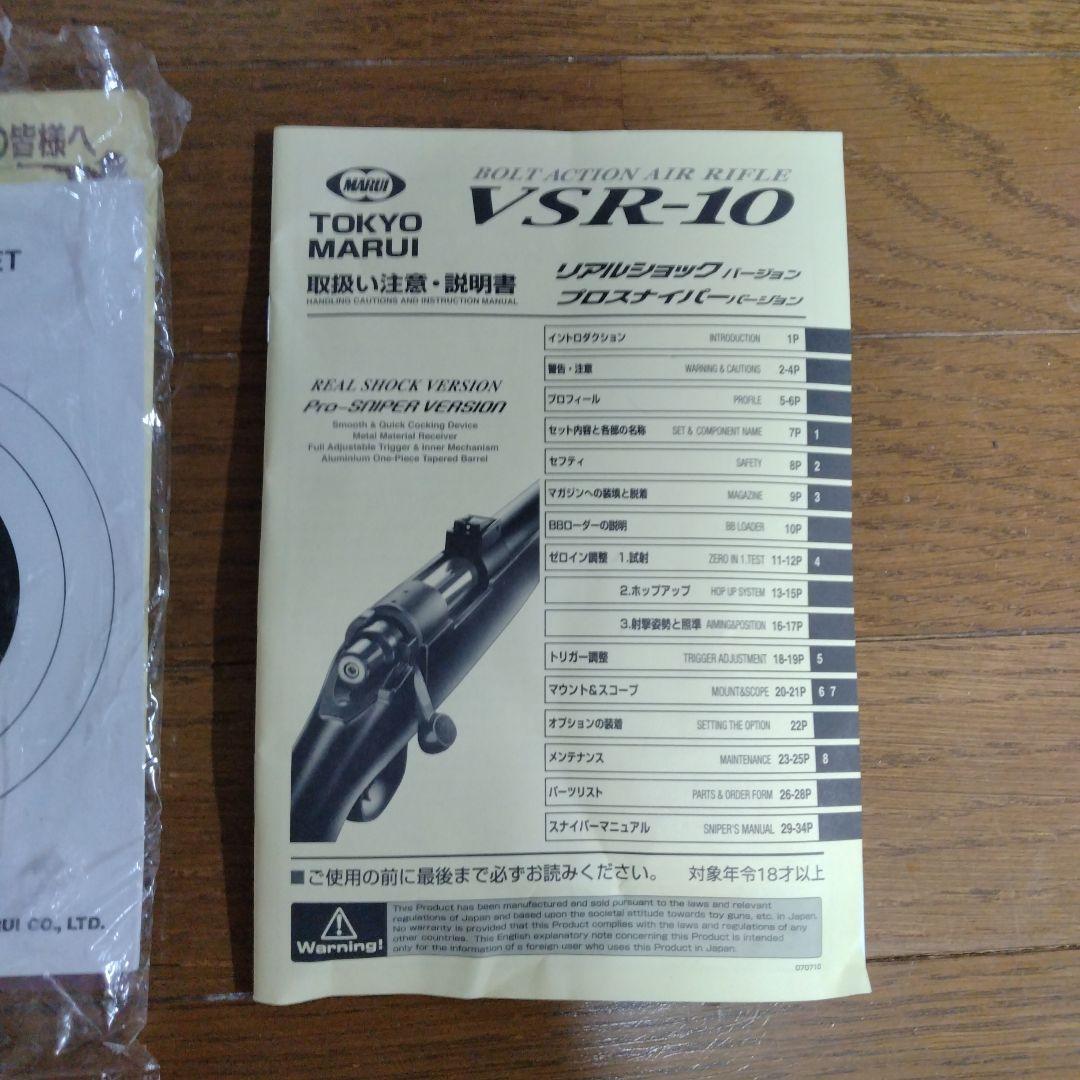 の皆様へ
ET
RUI CO., LTD.
BOLT ACTION AIR RIFLE
VSR-10
MARUI
TOKYO
MARUI
取扱い注意・説明書
HANDLING CAUTIONS AND INSTRUCTION MANUAL
リアルショックバージョン
プロスナイパーバージョン
REAL SHOCK VERSION
Pro-SNIPER VERSION
Smooth & Quick Cocking Device
Metal Material Receiver
Full Adjustable Trigger & Inner Mechanism
Aluminium One-Piece Tapered Barrel
イントロダクション INTRODUCTION 1P
警告・注意 WARNING & CAUTIONS 2-4P
プロフィール PROFILE 5-6P
セット内容と各部の名称 SET & COMPONENT NAME 7P 1
セフティ SAFETY 8P 2
マガジンへの装填と脱着 MAGAZINE 9P 3
BBローダーの説明 BB LOADER 10P
ゼロイン調整 1.試射 ZERO IN 1.TEST 11-12P 4
2.ホップアップ HOP UP SYSTEM 13-15P
3.射撃姿勢と照準 AIMING&POSITION 16-17P
トリガー調整 TRIGGER ADJUSTMENT 18-19P 5
マウント&スコープ MOUNT&SCOPE 20-21P 6 7
オプションの装着 SETTING THE OPTION 22P
メンテナンス MAINTENANCE 23-25P 8
パーツリスト PARTS & ORDER FORM 26-28P
スナイパーマニュアル SNIPER'S MANUAL 29-34P
■ご使用の前に最後まで必ずお読みください。 対象年令18才以上
Warning!
This Product has been manufactured and sold pursuant to the laws and relevant
regulations of Japan and based upon the societal attitude towards toy guns, etc. in Japan.
No warranty is provided that this Product complies with the laws and regulations of any
other countries. This English explanatory note concerning this Product is intended
only for the information of a foreign user who uses this Product in Japan.
070710